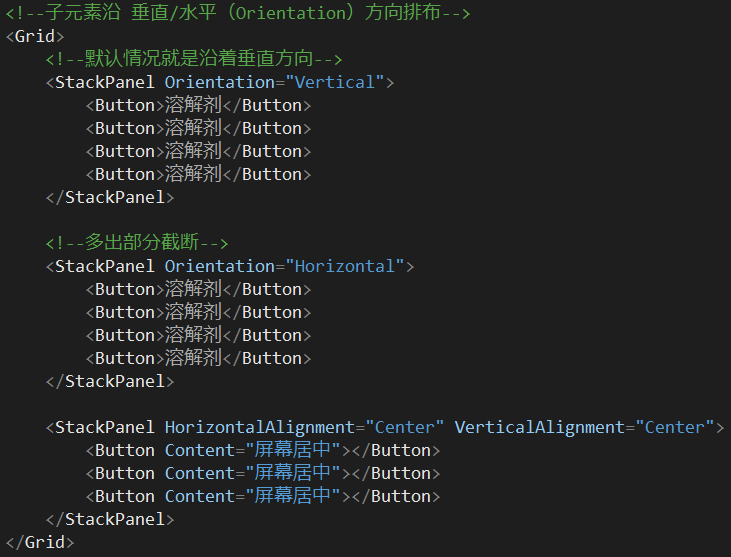 <!--子元素沿 垂直/水平（Orientation）方向排布-->
<Grid>
    <!--默认情况就是沿着垂直方向-->
    <StackPanel Orientation="Vertical">
        <Button>溶解剂</Button>
        <Button>溶解剂</Button>
        <Button>溶解剂</Button>
        <Button>溶解剂</Button>
    </StackPanel>

    <!--多出部分截断-->
    <StackPanel Orientation="Horizontal">
        <Button>溶解剂</Button>
        <Button>溶解剂</Button>
        <Button>溶解剂</Button>
        <Button>溶解剂</Button>
    </StackPanel>

    <StackPanel HorizontalAlignment="Center" VerticalAlignment="Center">
        <Button Content="屏幕居中"></Button>
        <Button Content="屏幕居中"></Button>
        <Button Content="屏幕居中"></Button>
    </StackPanel>
</Grid>